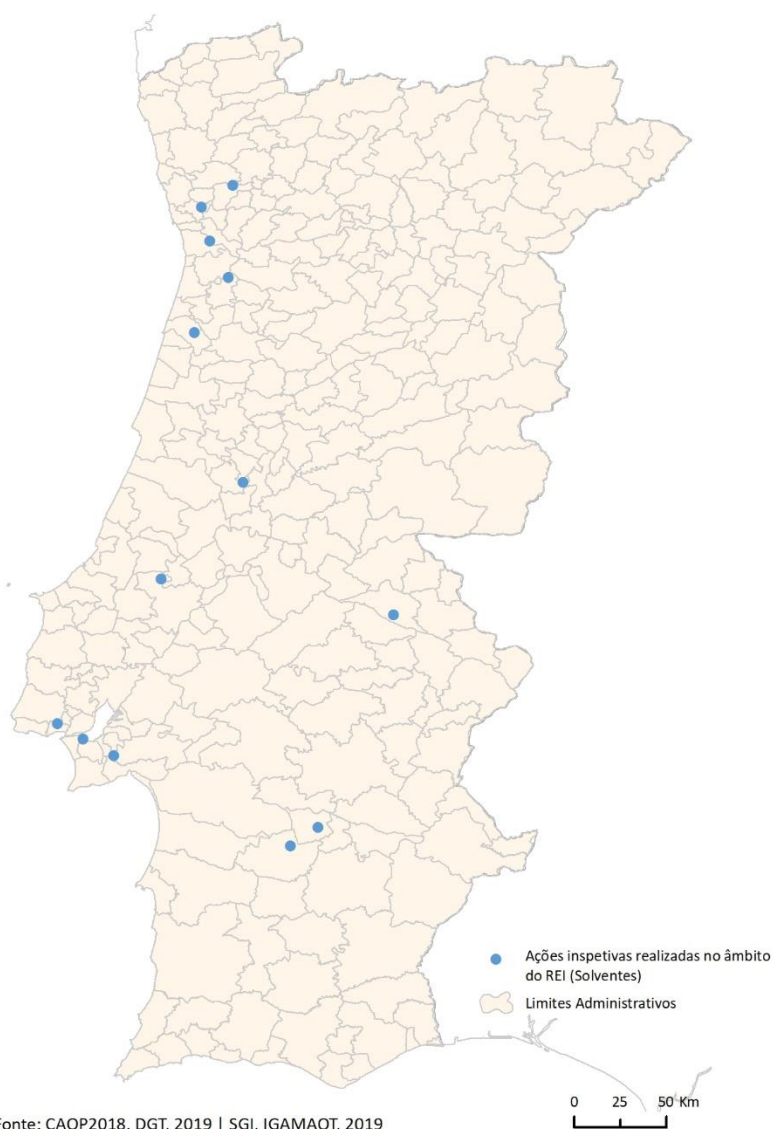 Ações inspetivas realizadas no âmbito
do REI (Solventes)
Limites Administrativos
0 25 50 Km
Fonte: CAOP2018, DGT, 2019 | SGI, IGAMAOT, 2019